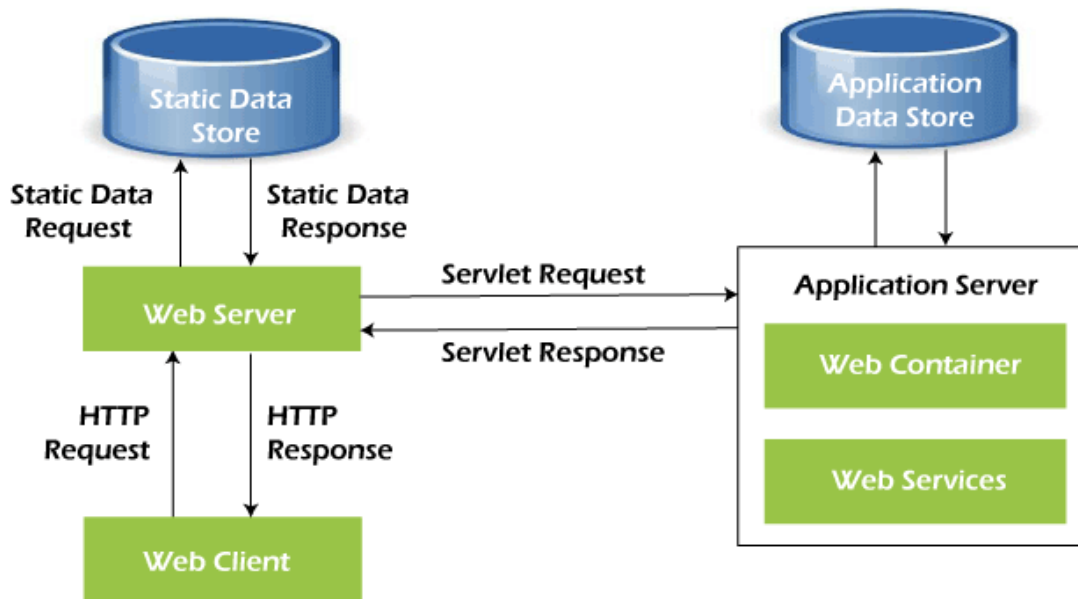 Static Data
Store
Application
Data Store
Static Data
Request
Static Data
Response
Servlet Request
Application Server
Web Server
Servlet Response
Web Container
HTTP
Request
HTTP
Response
Web Services
Web Client